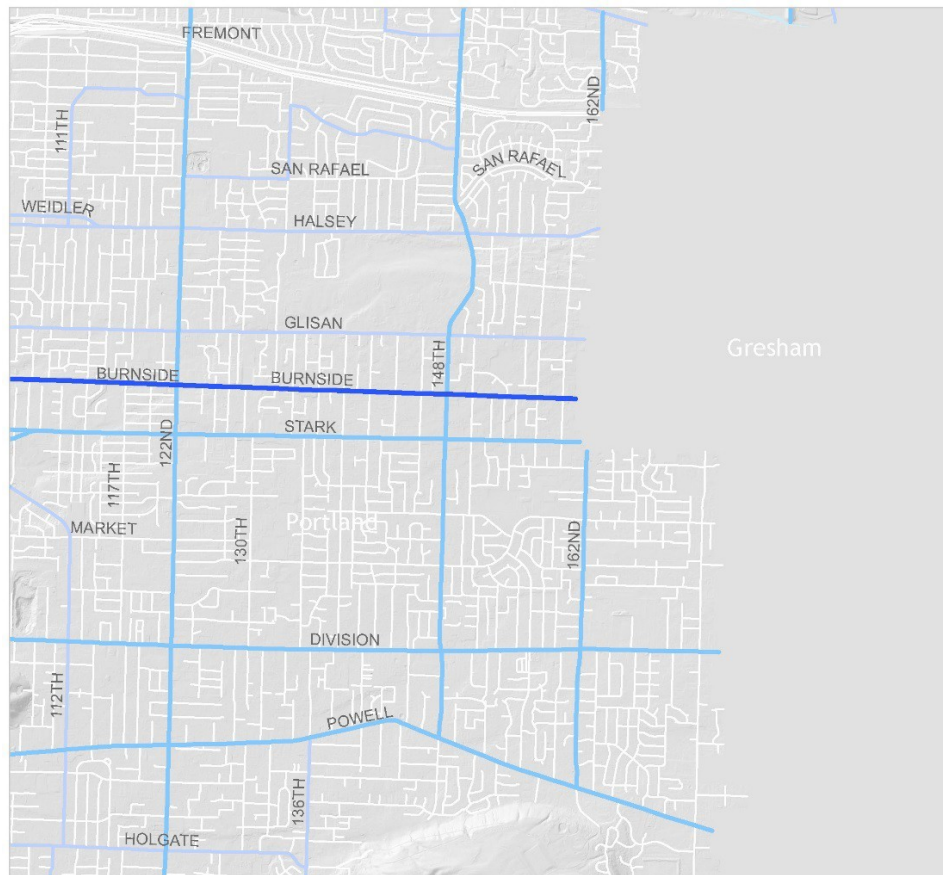 FREMONT
162ND
111TH
SAN RAFAEL
SAN RAFAEL
WEIDLER
HALSEY
GLISAN
Gresham
148TH
BURNSIDE
BURNSIDE
STARK
122ND
117TH
Portland
MARKET
130TH
162ND
DIVISION
112TH
POWELL
136TH
HOLGATE